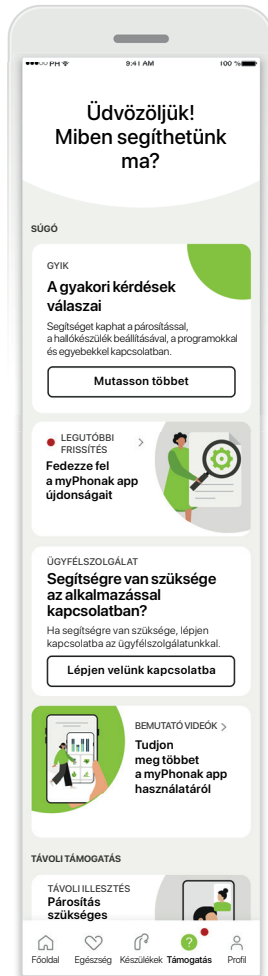 PH
9:41 AM
100 %
Üdvözöljük!
Miben segíthetünk
ma?
SÚGÓ
GYIK
A gyakori kérdések
válaszai
Segítséget kaphat a párosítással,
a hallókészülék beállításával, a programokkal
és egyebekkel kapcsolatban.
Mutasson többet
LEGUTÓBBI
FRISSÍTÉS
Fedezze fel
a myPhonak app
újdonságait
ÜGYFÉLSZOLGÁLAT
Segítségre van szüksége
az alkalmazással
kapcsolatban?
Ha segítségre van szüksége, lépjen
kapcsolatba az ügyfélszolgálatunkkal.
Lépjen velünk kapcsolatba
BEMUTATÓ VIDEÓK
Tudjon
meg többet
a myPhonak app
használatáról
TÁVOLI TÁMOGATÁS
TÁVOLI ILLESZTÉS
Párosítás
szükséges
Főoldal Egészség Készülékek Támogatás Profil